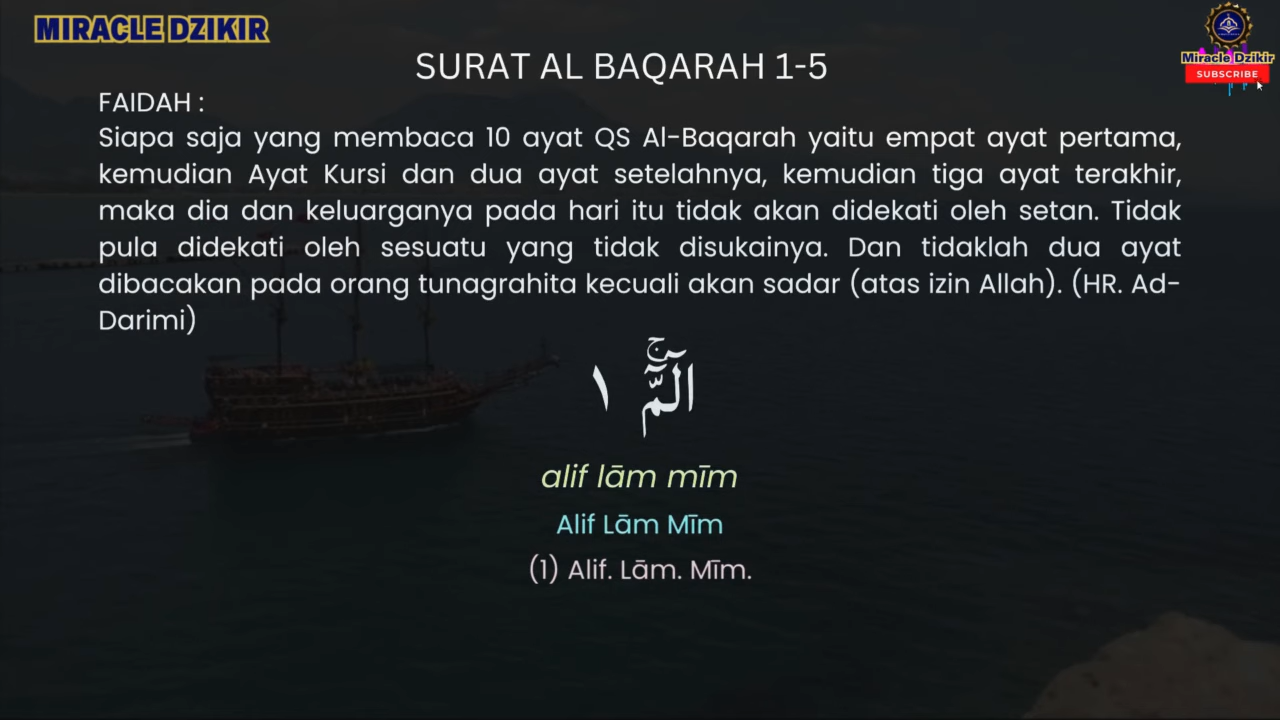 MIRACLE DZIKIR
Miracle Dzikir
SUBSCRIBE
SURAT AL BAQARAH 1-5
FAIDAH :
Siapa saja yang membaca 10 ayat QS Al-Baqarah yaitu empat ayat pertama,
kemudian Ayat Kursi dan dua ayat setelahnya, kemudian tiga ayat terakhir,
maka dia dan keluarganya pada hari itu tidak akan didekati oleh setan. Tidak
pula didekati oleh sesuatu yang tidak disukainya. Dan tidaklah dua ayat
dibacakan pada orang tunagrahita kecuali akan sadar (atas izin Allah). (HR. Ad-
Darimi)
الۤمّۤۚ ١
alif lām mīm
Alif Lām Mīm
(1) Alif. Lām. Mīm.